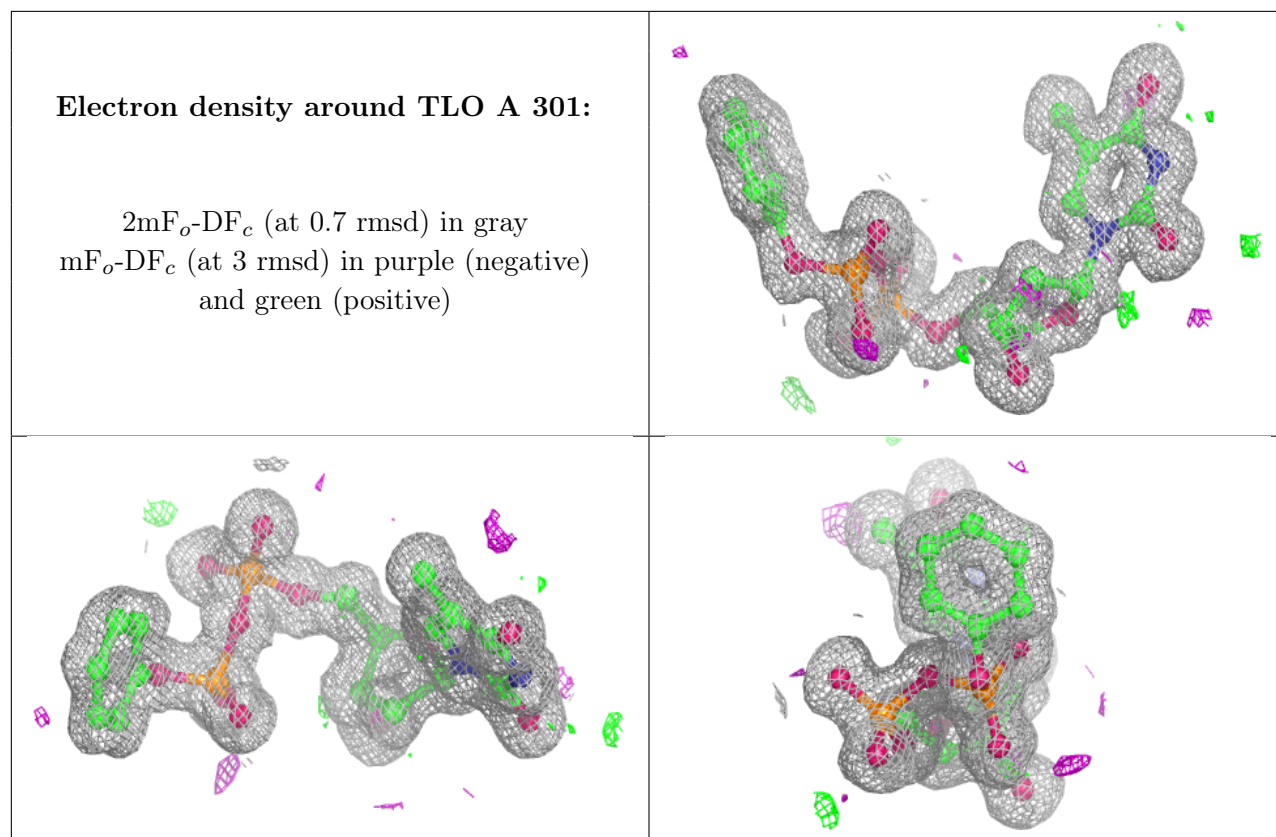 Electron density around TLO A 301:
2mFo-DFc (at 0.7 rmsd) in gray
mFo-DFc (at 3 rmsd) in purple (negative)
and green (positive)